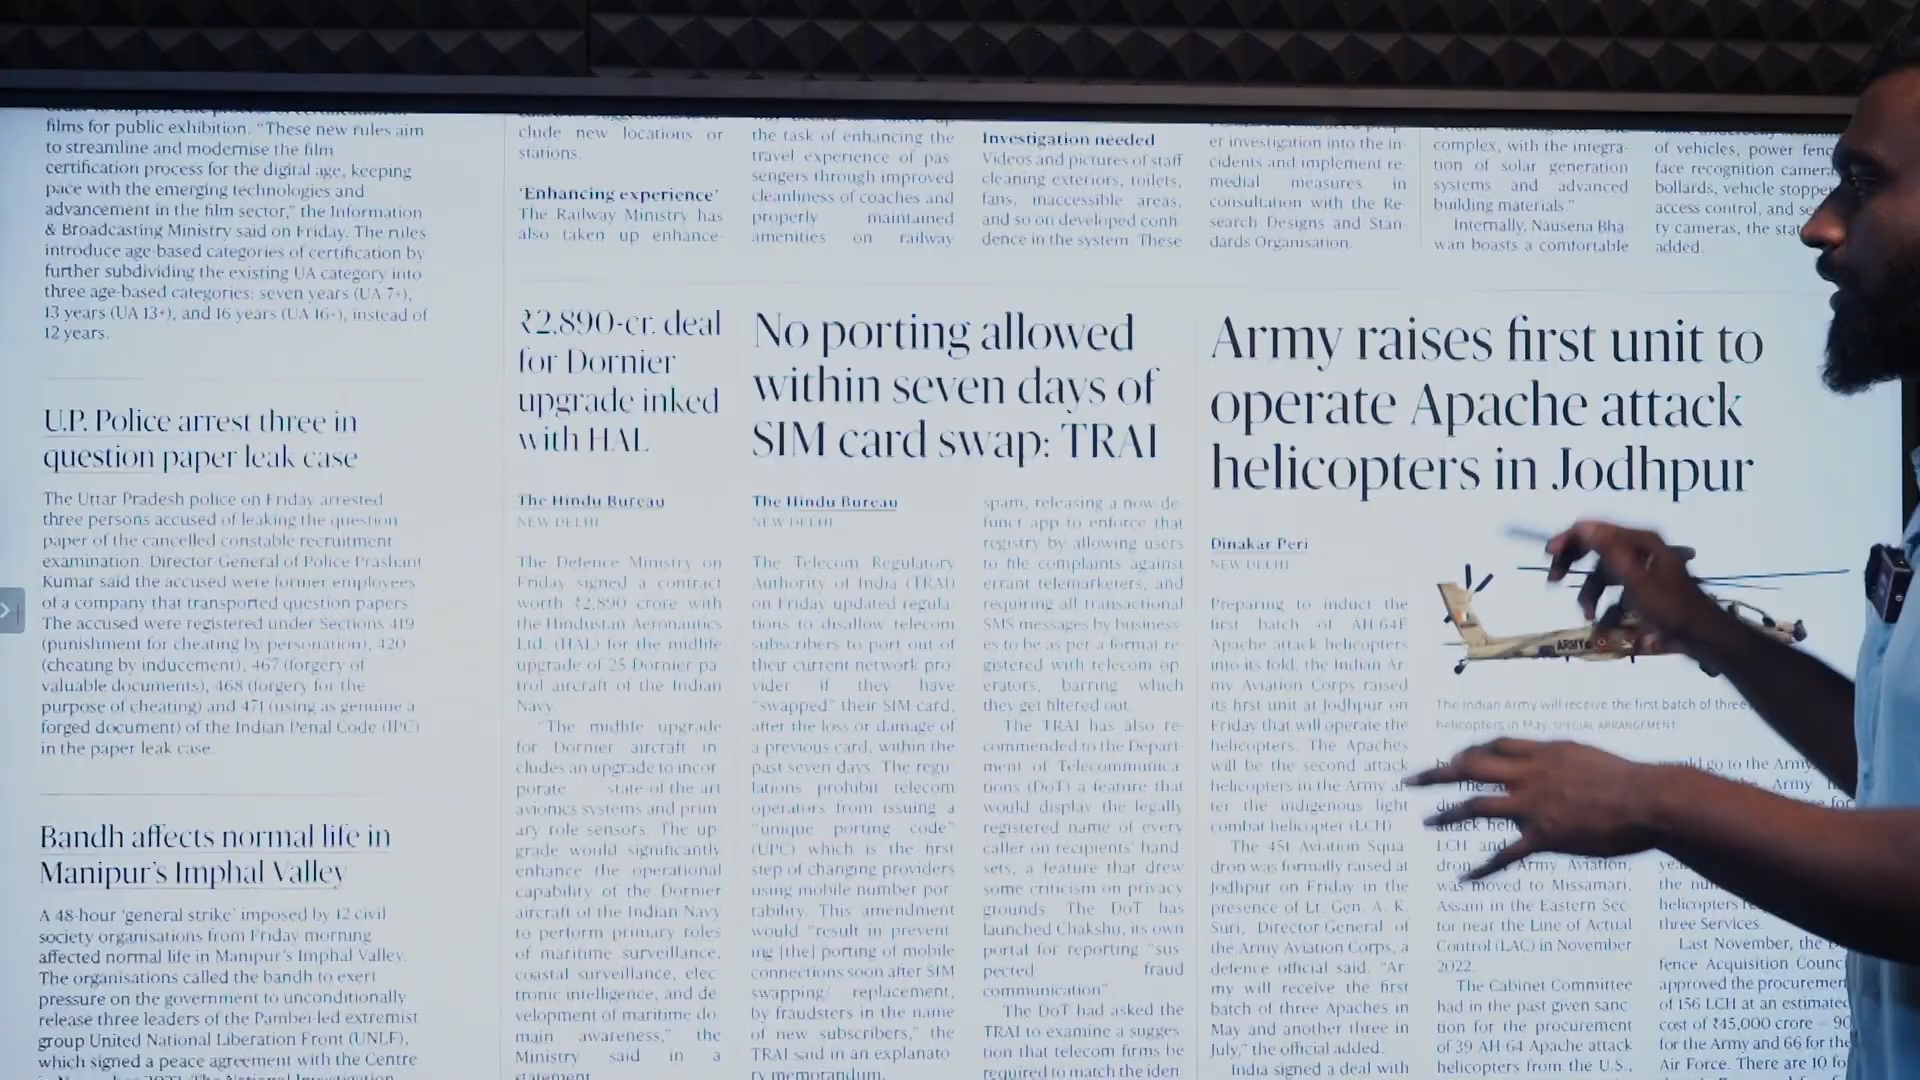 films for public exhibition. "These new rules aim
to streamline and modernise the film
certification process for the digital age, keeping
pace with the emerging technologies and
advancement in the film sector," the Information
& Broadcasting Ministry said on Friday. The rules
introduce age-based categories of certification by
further subdividing the existing UA category into
three age-based categories: seven years (UA 7+),
13 years (UA 13+), and 16 years (UA 16+), instead of
12 years.
U.P. Police arrest three in
question paper leak case
The Uttar Pradesh police on Friday arrested
three persons accused of leaking the question
paper of the cancelled constable recruitment
examination. Director-General of Police Prashant
Kumar said the accused were former employees
of a company that transported question papers
The accused were registered under Sections 419
(punishment for cheating by personation), 420
(cheating by inducement), 467 (forgery of
valuable documents), 468 (forgery for the
purpose of cheating) and 471 (using as genuine a
forged document) of the Indian Penal Code (IPC)
in the paper leak case.
Bandh affects normal life in
Manipur's Imphal Valley
A 48-hour 'general strike' imposed by 12 civil
society organisations from Friday morning
affected normal life in Manipur's Imphal Valley.
The organisations called the bandh to exert
pressure on the government to unconditionally
release three leaders of the Pambei-led extremist
group United National Liberation Front (UNLF),
which signed a peace agreement with the Centre
clude new locations or
stations.
'Enhancing experience'
The Railway Ministry has
also taken up enhance-
the task of enhancing the
travel experience of pas-
sengers through improved
cleanliness of coaches and
properly maintained
amenities on railway
Investigation needed
Videos and pictures of staff
cleaning exteriors, toilets,
fans, inaccessible areas,
and so on developed confi-
dence in the system. These
er investigation into the in-
cidents and implement re-
medial measures in
consultation with the Re-
search Designs and Stan-
dards Organisation.
complex, with the integra-
tion of solar generation
systems and advanced
building materials."
Internally, Nausena Bha-
wan boasts a comfortable
of vehicles, power fenc
face recognition camera
bollards, vehicle stoppe
access control, and se
ty cameras, the stat
added.
₹2,890-cr. deal
for Dornier
upgrade inked
with HAL
The Hindu Bureau
NEW DELHI
The Defence Ministry on
Friday signed a contract
worth ₹2,890 crore with
the Hindustan Aeronautics
Ltd. (HAL) for the midlife
upgrade of 25 Dornier pa-
trol aircraft of the Indian
Navy.
"The midlife upgrade
for Dornier aircraft in-
cludes an upgrade to incor-
porate state of the art
avionics systems and prim-
ary role sensors. The up-
grade would significantly
enhance the operational
capability of the Dornier
aircraft of the Indian Navy
to perform primary roles
of maritime surveillance,
coastal surveillance, elec-
tronic intelligence, and de-
velopment of maritime do-
main awareness," the
Ministry said in a
statement.
No porting allowed
within seven days of
SIM card swap: TRAI
The Hindu Bureau
NEW DELHI
The Telecom Regulatory
Authority of India (TRAI)
on Friday updated regula-
tions to disallow telecom
subscribers to port out of
their current network pro-
vider if they have
"swapped" their SIM card,
after the loss or damage of
a previous card, within the
past seven days. The regu-
lations prohibit telecom
operators from issuing a
"unique porting code"
(UPC) which is the first
step of changing providers
using mobile number por-
tability. This amendment
would "result in prevent-
ing [the] porting of mobile
connections soon after SIM
swapping/ replacement,
by fraudsters in the name
of new subscribers," the
TRAI said in an explanato-
ry memorandum.
spam, releasing a now de-
funct app to enforce that
registry by allowing users
to file complaints against
errant telemarketers, and
requiring all transactional
SMS messages by business-
es to be as per a format re-
gistered with telecom op-
erators, barring which
they get filtered out.
The TRAI has also re-
commended to the Depart-
ment of Telecommunica-
tions (DoT) a feature that
would display the legally
registered name of every
caller on recipients' hand-
sets, a feature that drew
some criticism on privacy
grounds. The DoT has
launched Chakshu, its own
portal for reporting "sus-
pected fraud
communication"
The DoT had asked the
TRAI to examine a sugges-
tion that telecom firms be
required to match the iden-
Army raises first unit to
operate Apache attack
helicopters in Jodhpur
Dinakar Peri
NEW DELHI
Preparing to induct the
first batch of AH-64E
Apache attack helicopters
into its fold, the Indian Ar-
my Aviation Corps raised
its first unit at Jodhpur on
Friday that will operate the
helicopters. The Apaches
will be the second attack
helicopters in the Army af-
ter the indigenous light
combat helicopter (LCH).
The 451 Aviation Squa-
dron was formally raised at
Jodhpur on Friday in the
presence of Lt. Gen. A. K.
Suri, Director General of
the Army Aviation Corps, a
defence official said. "Ar-
my will receive the first
batch of three Apaches in
May and another three in
July," the official added.
India signed a deal with
ARMY
The Indian Army will receive the first batch of three
helicopters in May. SPECIAL ARRANGEMENT
The A
attack heli
LCH and
dron Army Aviation,
was moved to Missamari,
Assam in the Eastern Sec-
tor near the Line of Actual
Control (LAC) in November
2022.
The Cabinet Committee
had in the past given sanc-
tion for the procurement
of 39 AH-64 Apache attack
helicopters from the U.S.,
would go to the Army,
Army
for
the
helicopters
three Services.
Last November, the De-
fence Acquisition Counc
approved the procuremen
of 156 LCH at an estimated
cost of ₹45,000 crore – 90
for the Army and 66 for the
Air Force. There are 10 fo